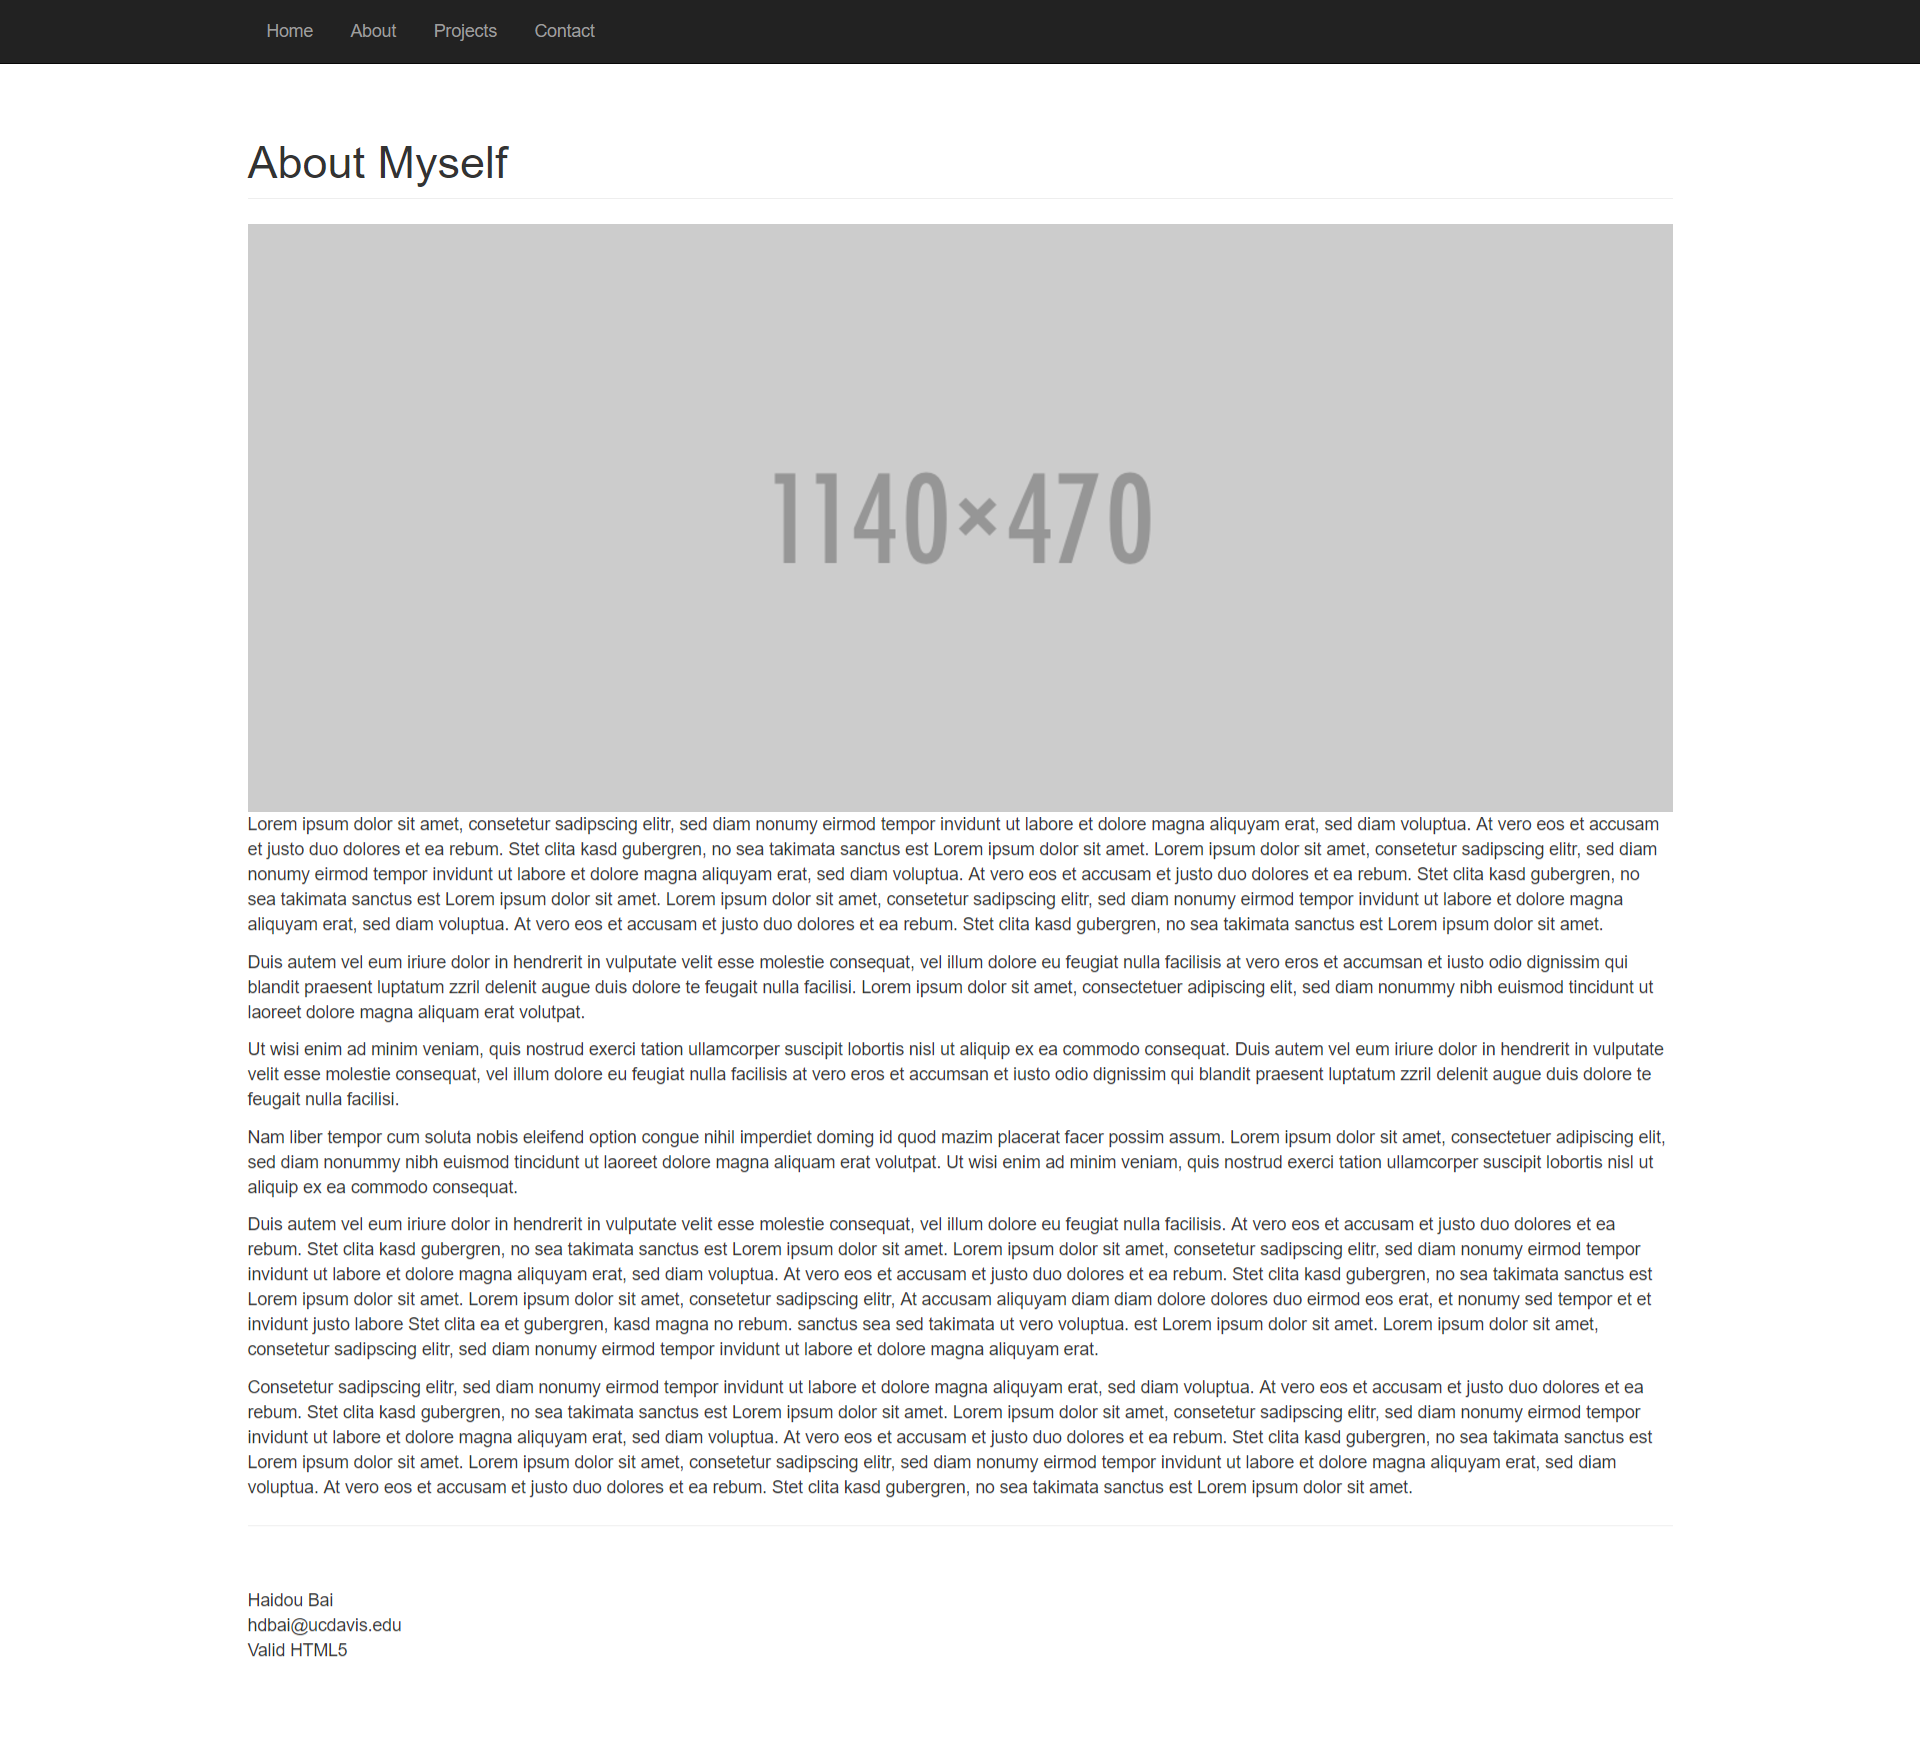 Home About Projects Contact
About Myself
1140×470
Lorem ipsum dolor sit amet, consetetur sadipscing elitr, sed diam nonumy eirmod tempor invidunt ut labore et dolore magna aliquyam erat, sed diam voluptua. At vero eos et accusam
et justo duo dolores et ea rebum. Stet clita kasd gubergren, no sea takimata sanctus est Lorem ipsum dolor sit amet. Lorem ipsum dolor sit amet, consetetur sadipscing elitr, sed diam
nonumy eirmod tempor invidunt ut labore et dolore magna aliquyam erat, sed diam voluptua. At vero eos et accusam et justo duo dolores et ea rebum. Stet clita kasd gubergren, no
sea takimata sanctus est Lorem ipsum dolor sit amet. Lorem ipsum dolor sit amet, consetetur sadipscing elitr, sed diam nonumy eirmod tempor invidunt ut labore et dolore magna
aliquyam erat, sed diam voluptua. At vero eos et accusam et justo duo dolores et ea rebum. Stet clita kasd gubergren, no sea takimata sanctus est Lorem ipsum dolor sit amet.
Duis autem vel eum iriure dolor in hendrerit in vulputate velit esse molestie consequat, vel illum dolore eu feugiat nulla facilisis at vero eros et accumsan et iusto odio dignissim qui
blandit praesent luptatum zzril delenit augue duis dolore te feugait nulla facilisi. Lorem ipsum dolor sit amet, consectetuer adipiscing elit, sed diam nonummy nibh euismod tincidunt ut
laoreet dolore magna aliquam erat volutpat.
Ut wisi enim ad minim veniam, quis nostrud exerci tation ullamcorper suscipit lobortis nisl ut aliquip ex ea commodo consequat. Duis autem vel eum iriure dolor in hendrerit in vulputate
velit esse molestie consequat, vel illum dolore eu feugiat nulla facilisis at vero eros et accumsan et iusto odio dignissim qui blandit praesent luptatum zzril delenit augue duis dolore te
feugait nulla facilisi.
Nam liber tempor cum soluta nobis eleifend option congue nihil imperdiet doming id quod mazim placerat facer possim assum. Lorem ipsum dolor sit amet, consectetuer adipiscing elit,
sed diam nonummy nibh euismod tincidunt ut laoreet dolore magna aliquam erat volutpat. Ut wisi enim ad minim veniam, quis nostrud exerci tation ullamcorper suscipit lobortis nisl ut
aliquip ex ea commodo consequat.
Duis autem vel eum iriure dolor in hendrerit in vulputate velit esse molestie consequat, vel illum dolore eu feugiat nulla facilisis. At vero eos et accusam et justo duo dolores et ea
rebum. Stet clita kasd gubergren, no sea takimata sanctus est Lorem ipsum dolor sit amet. Lorem ipsum dolor sit amet, consetetur sadipscing elitr, sed diam nonumy eirmod tempor
invidunt ut labore et dolore magna aliquyam erat, sed diam voluptua. At vero eos et accusam et justo duo dolores et ea rebum. Stet clita kasd gubergren, no sea takimata sanctus est
Lorem ipsum dolor sit amet. Lorem ipsum dolor sit amet, consetetur sadipscing elitr, At accusam aliquyam diam diam dolore dolores duo eirmod eos erat, et nonumy sed tempor et et
invidunt justo labore Stet clita ea et gubergren, kasd magna no rebum. sanctus sea sed takimata ut vero voluptua. est Lorem ipsum dolor sit amet. Lorem ipsum dolor sit amet,
consetetur sadipscing elitr, sed diam nonumy eirmod tempor invidunt ut labore et dolore magna aliquyam erat.
Consetetur sadipscing elitr, sed diam nonumy eirmod tempor invidunt ut labore et dolore magna aliquyam erat, sed diam voluptua. At vero eos et accusam et justo duo dolores et ea
rebum. Stet clita kasd gubergren, no sea takimata sanctus est Lorem ipsum dolor sit amet. Lorem ipsum dolor sit amet, consetetur sadipscing elitr, sed diam nonumy eirmod tempor
invidunt ut labore et dolore magna aliquyam erat, sed diam voluptua. At vero eos et accusam et justo duo dolores et ea rebum. Stet clita kasd gubergren, no sea takimata sanctus est
Lorem ipsum dolor sit amet. Lorem ipsum dolor sit amet, consetetur sadipscing elitr, sed diam nonumy eirmod tempor invidunt ut labore et dolore magna aliquyam erat, sed diam
voluptua. At vero eos et accusam et justo duo dolores et ea rebum. Stet clita kasd gubergren, no sea takimata sanctus est Lorem ipsum dolor sit amet.
Haidou Bai
hdbai@ucdavis.edu
Valid HTML5